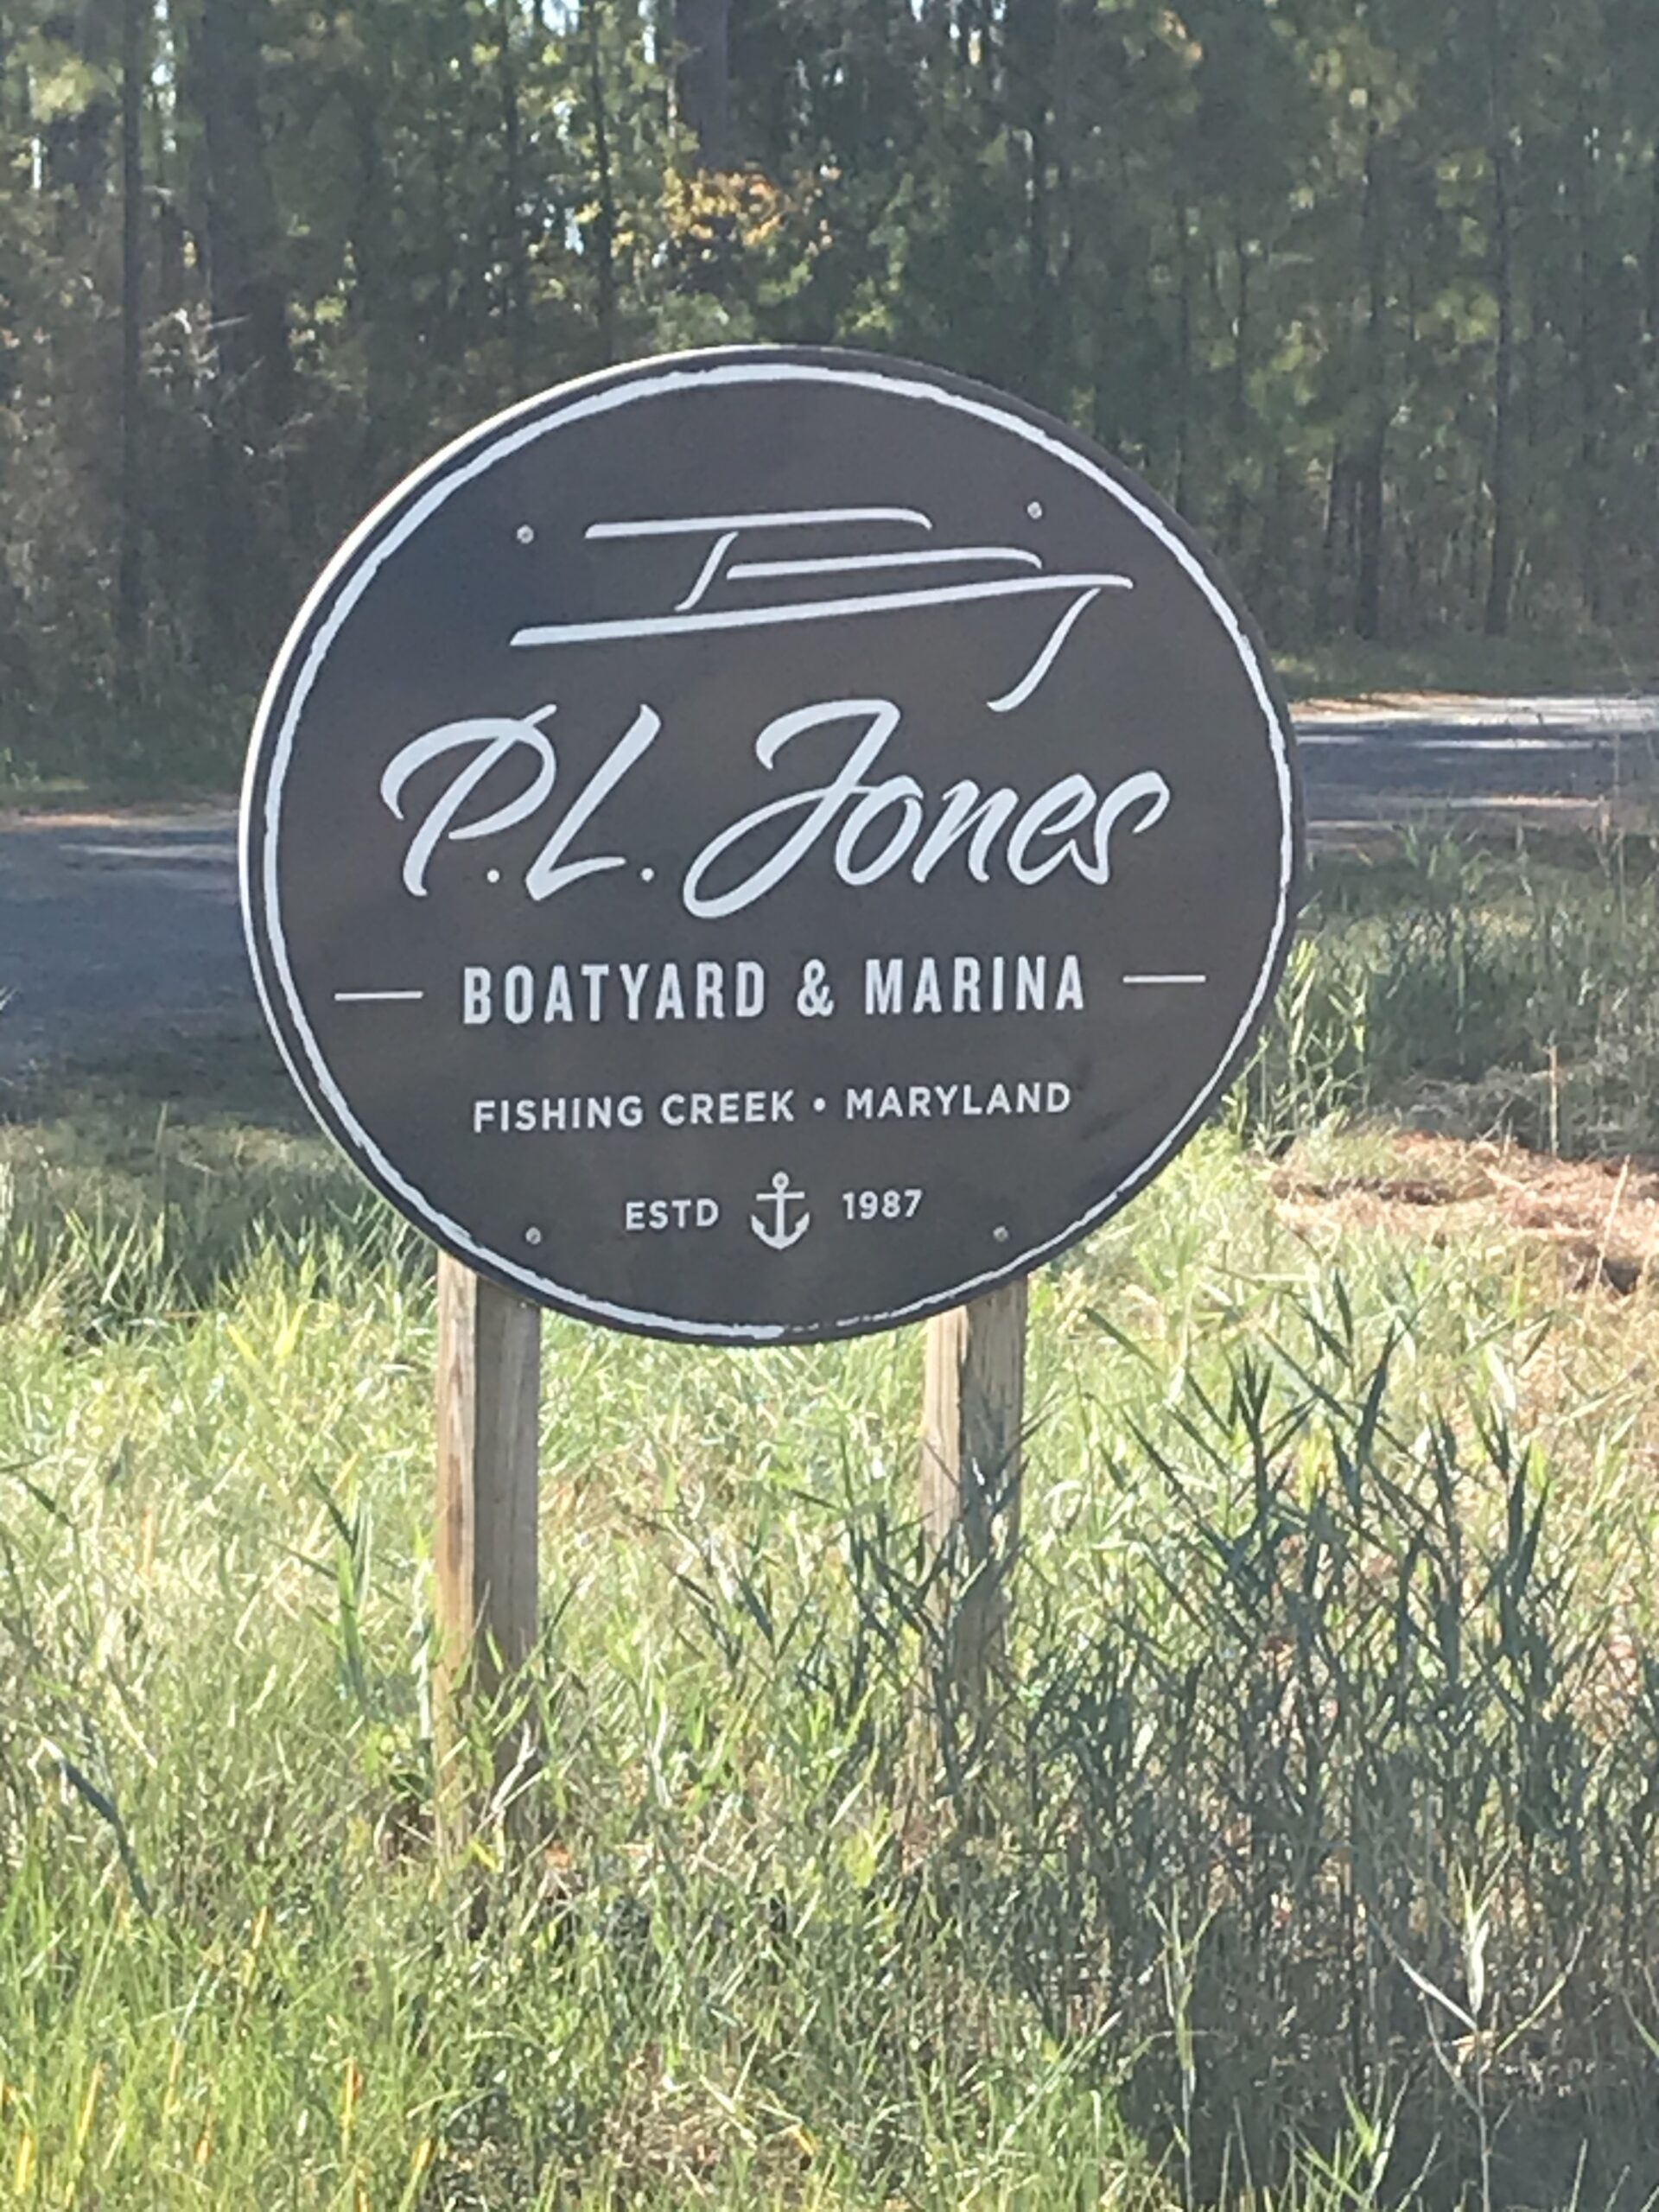 P.L. Jones
BOATYARD & MARINA
FISHING CREEK • MARYLAND
ESTD 1987